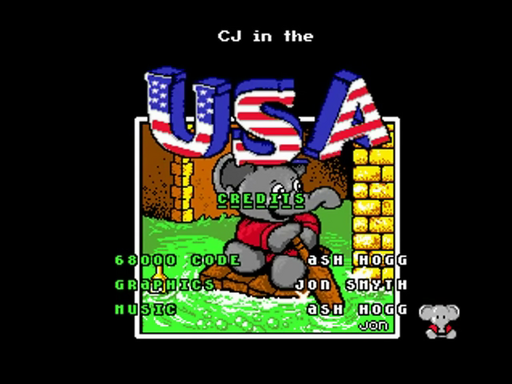 CJ in the
USA
CREDITS
68000 CODE ASH HOGG
GRAPHICS JON SMYTH
MUSIC ASH HOGG
JON